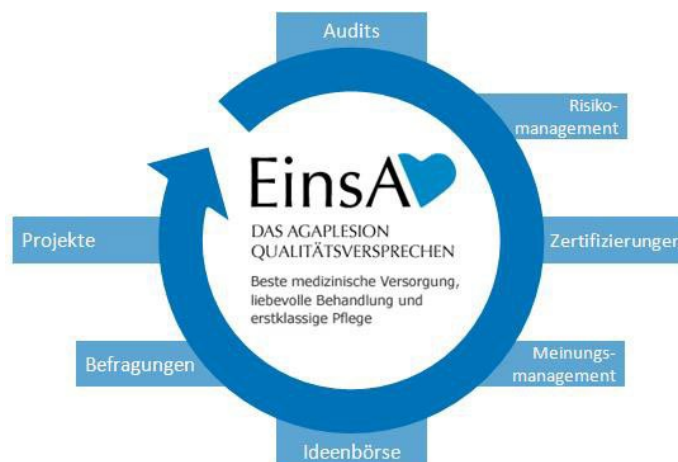 Audits
Risiko-
management
Zertifizierungen
Meinungs-
management
Ideenbörse
Befragungen
Projekte
EinsA
DAS AGAPLESION
QUALITÄTSVERSPRECHEN
Beste medizinische Versorgung,
liebevolle Behandlung und
erstklassige Pflege